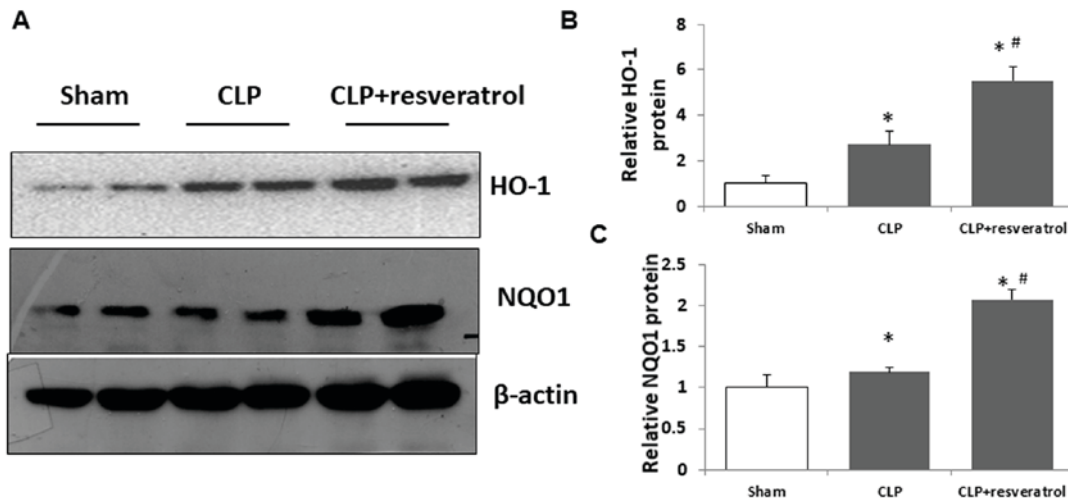 A
Sham CLP CLP+resveratrol
HO-1
NQO1
β-actin
B
Relative HO-1
protein
8
6
4
2
0
* * #
Sham CLP CLP+resveratrol
C
Relative NQO1 protein
2.5
2
1.5
1
0.5
0
* * #
Sham CLP CLP+resveratrol